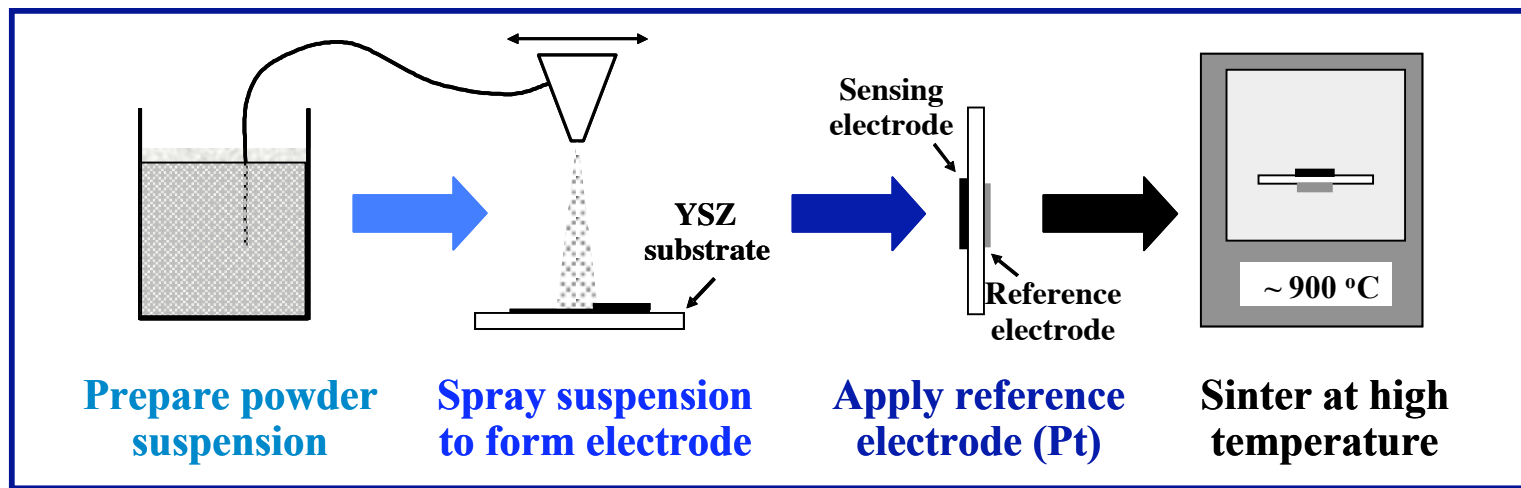 Sensing
electrode
YSZ
substrate
Reference
electrode
~ 900 °C
Prepare powder
suspension
Spray suspension
to form electrode
Apply reference
electrode (Pt)
Sinter at high
temperature